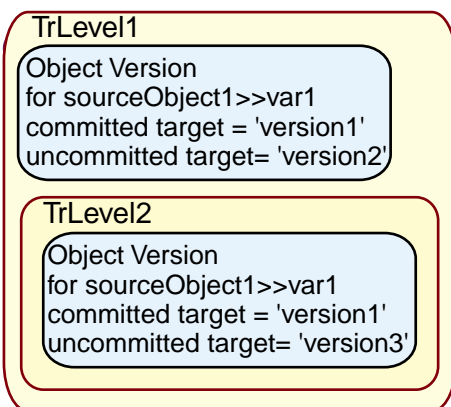 TrLevel1
Object Version
for sourceObject1>>var1
committed target = 'version1'
uncommitted target= 'version2'
TrLevel2
Object Version
for sourceObject1>>var1
committed target = 'version1'
uncommitted target= 'version3'